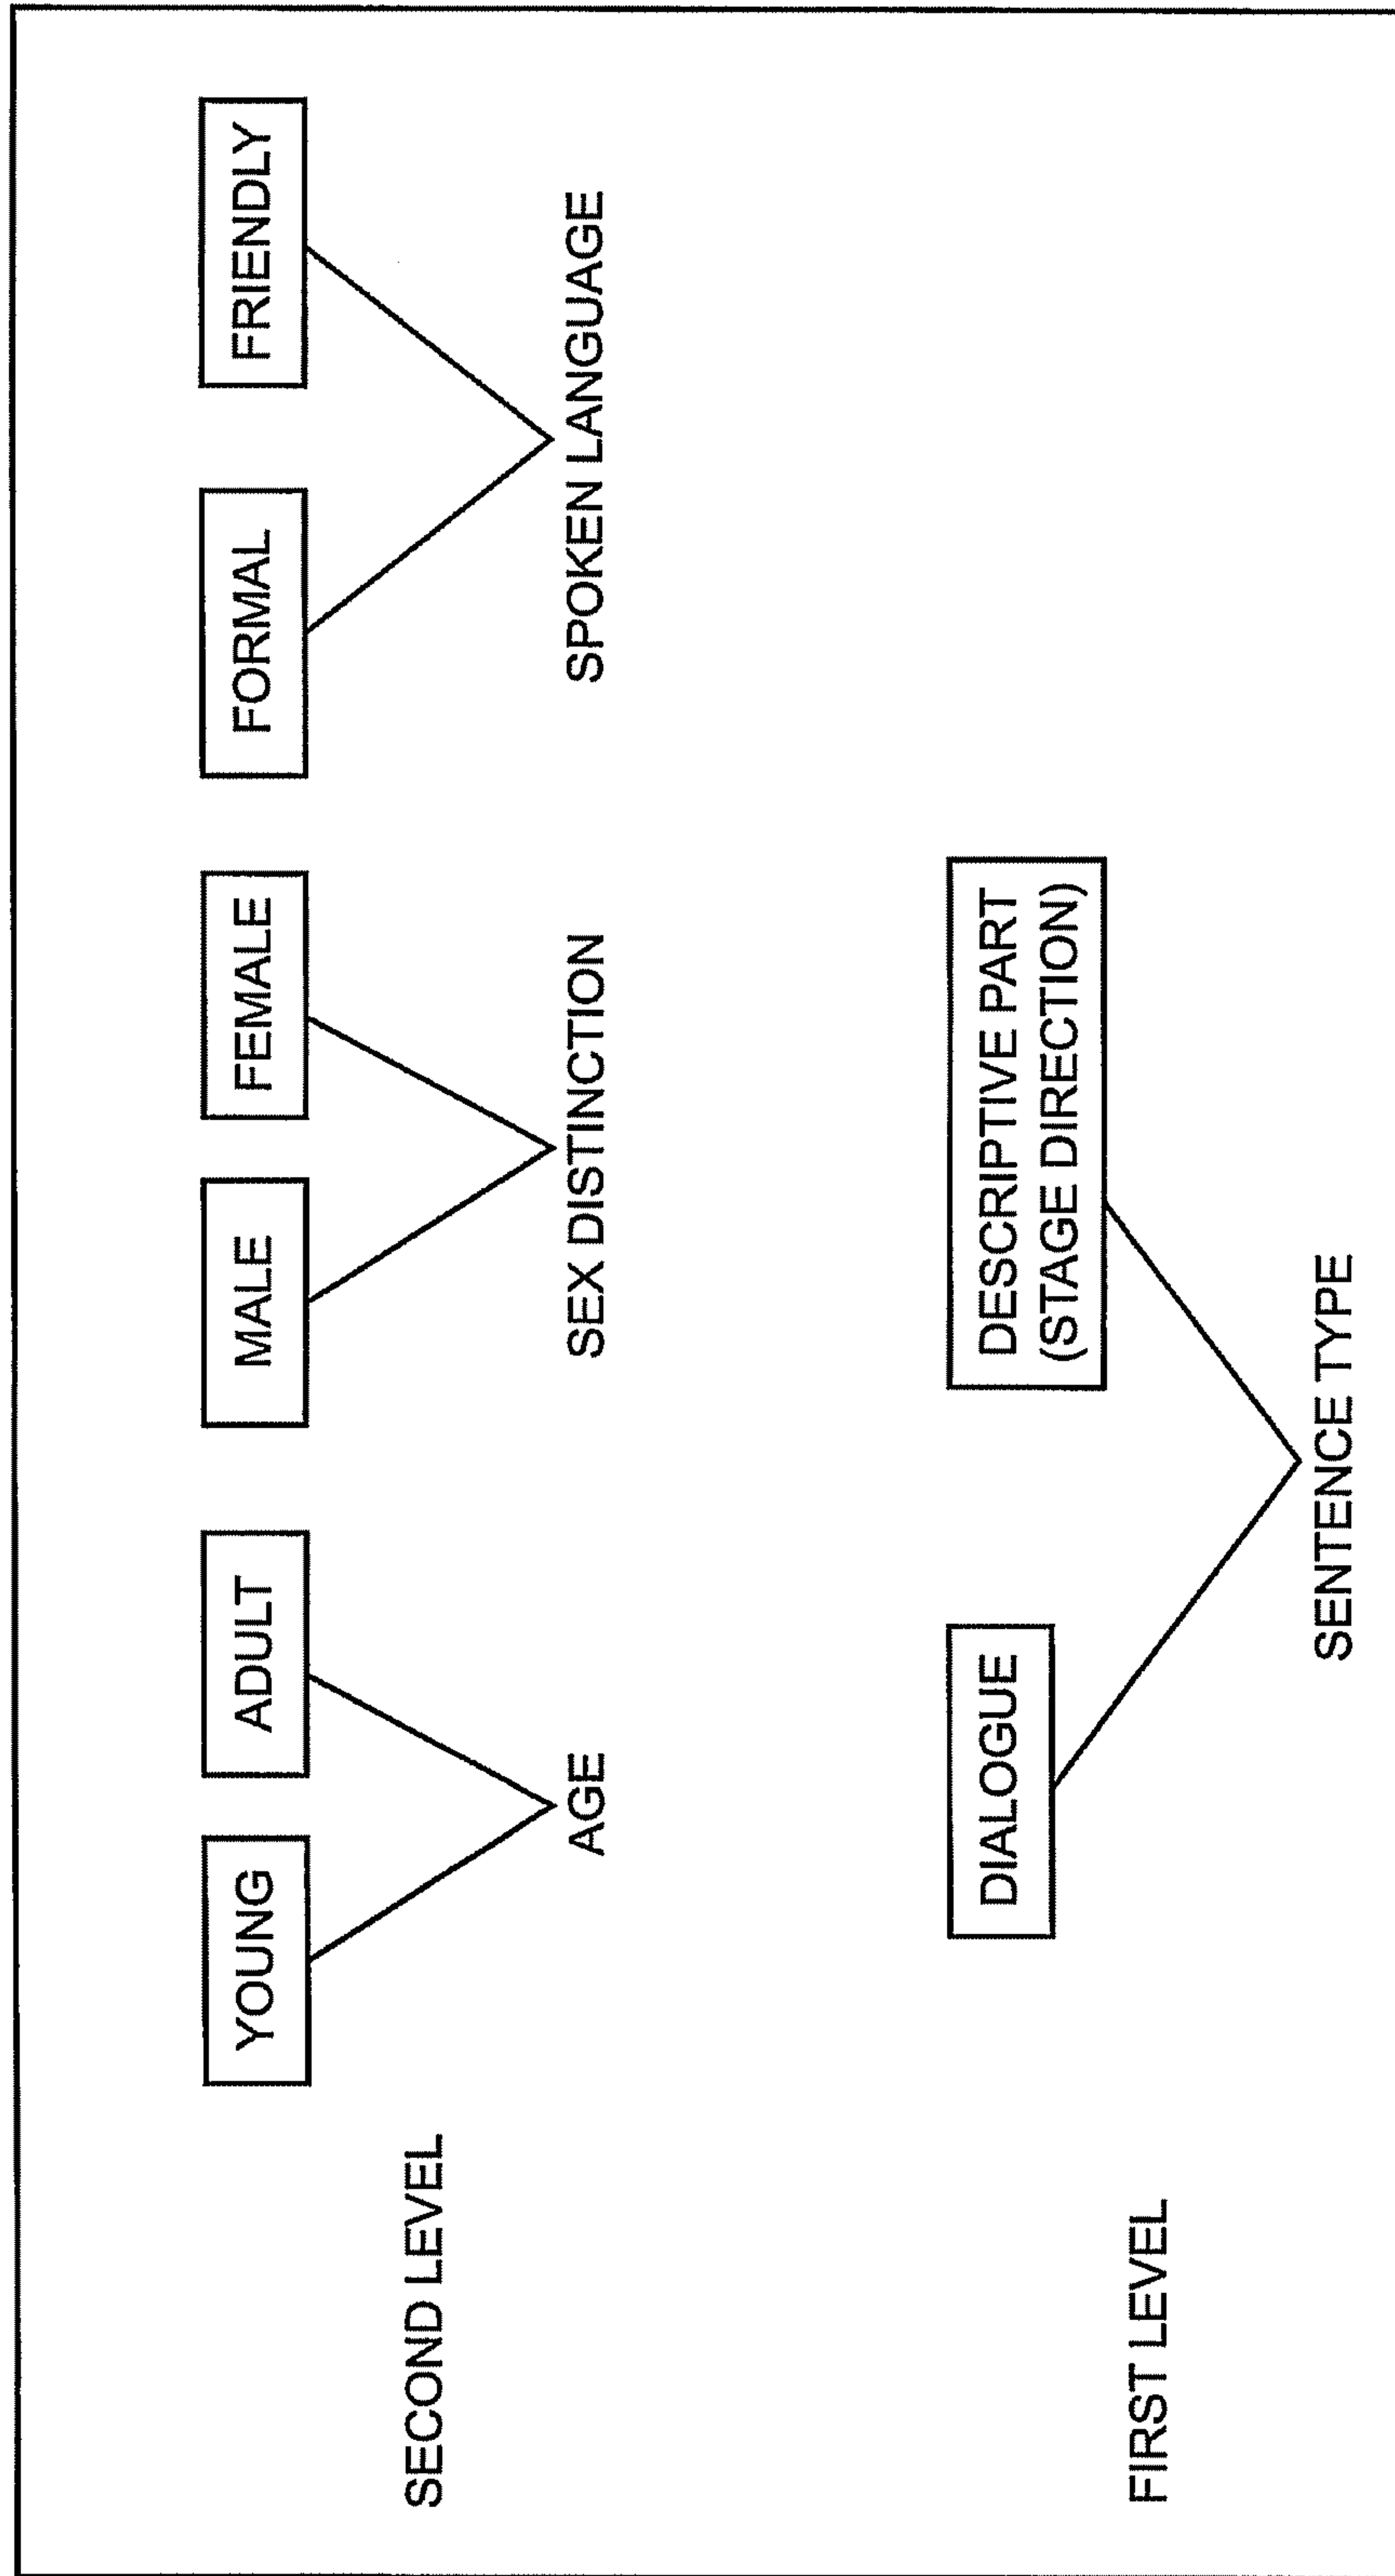 YOUNG
ADULT
MALE
FEMALE
FORMAL
FRIENDLY
SECOND LEVEL
AGE
SEX DISTINCTION
SPOKEN LANGUAGE
DIALOGUE
DESCRIPTIVE PART
(STAGE DIRECTION)
FIRST LEVEL
SENTENCE TYPE